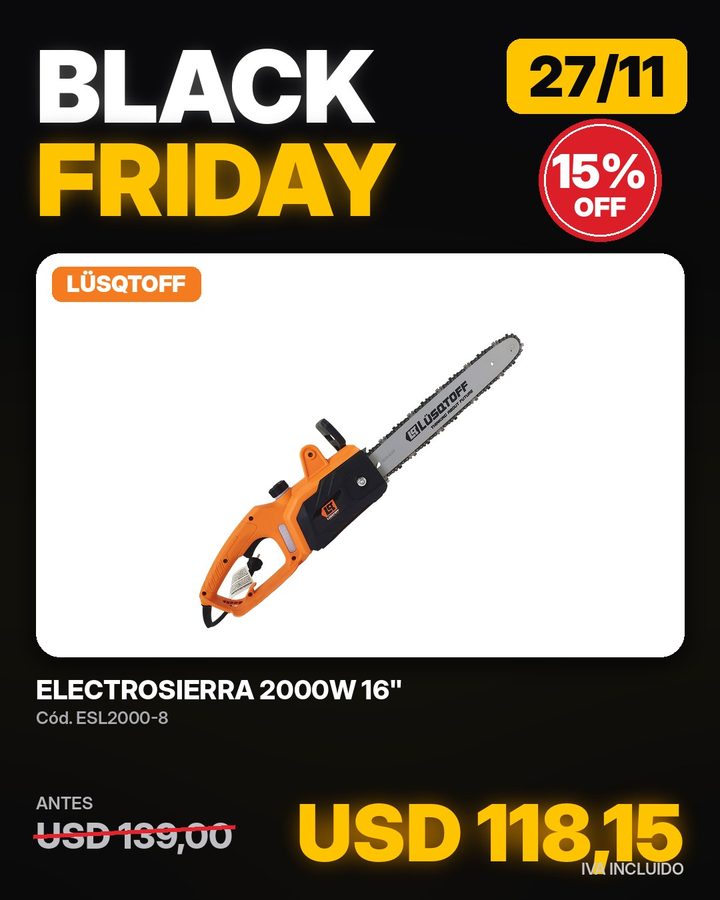 BLACK
FRIDAY
27/11
15%
OFF
LÜSQTOFF
LÜSQTOFF
ELECTROSIERRA 2000W 16"
Cód. ESL2000-8
ANTES
USD 139,00
USD 118,15
IVA INCLUIDO